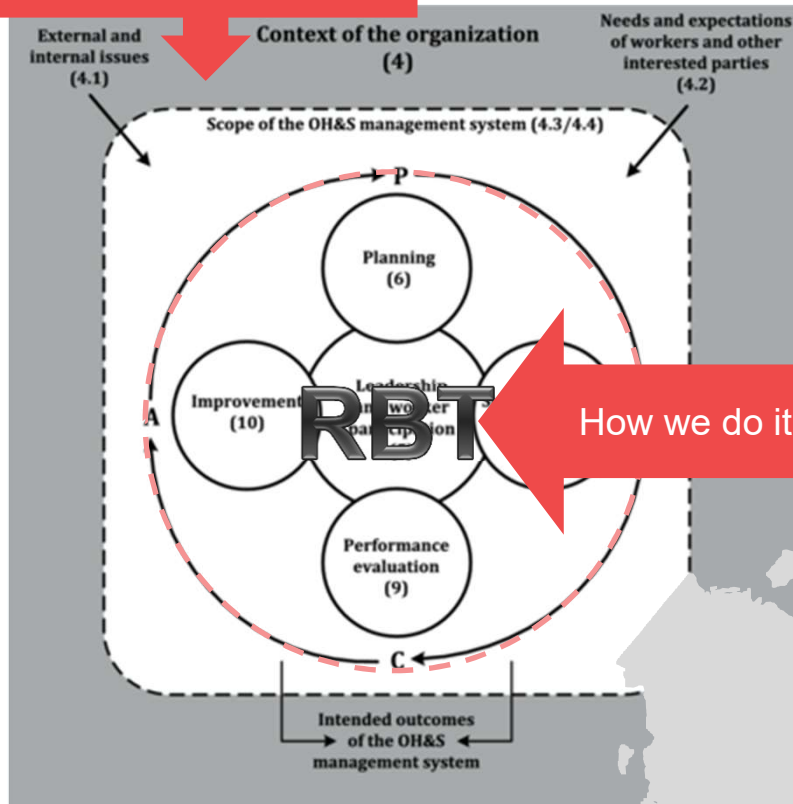 External and
internal issues
(4.1)
Context of the organization
(4)
Needs and expectations
of workers and other
interested parties
(4.2)
Scope of the OH&S management system (4.3/4.4)
P
Planning
(6)
A
Improvement
(10)
RBT
How we do it
Performance
evaluation
(9)
C
Intended outcomes
of the OH&S
management system